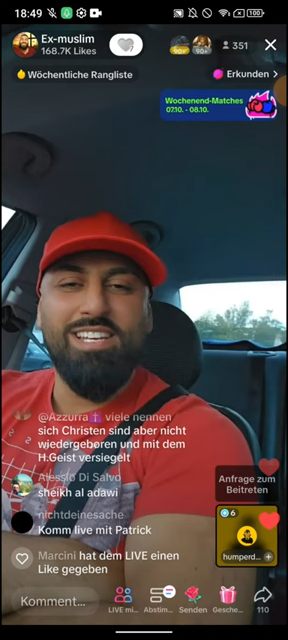 18:49
100
Ex-muslim
168.7K Likes
351
Wöchentliche Rangliste
Erkunden >
Wochenend-Matches
07.10. - 08.10.
@Azzurra viele nennen
sich Christen sind aber nicht
wiedergeboren und mit dem
H.Geist versiegelt
Alessio Di Salvo
sheikh al adawi
nichtdeinesache
Komm live mit Patrick
Marcini hat dem LIVE einen
Like gegeben
Anfrage zum
Beitreten
6
humperd...
Komment...
LIVE mi...
Abstim...
Senden
Gesche...
110